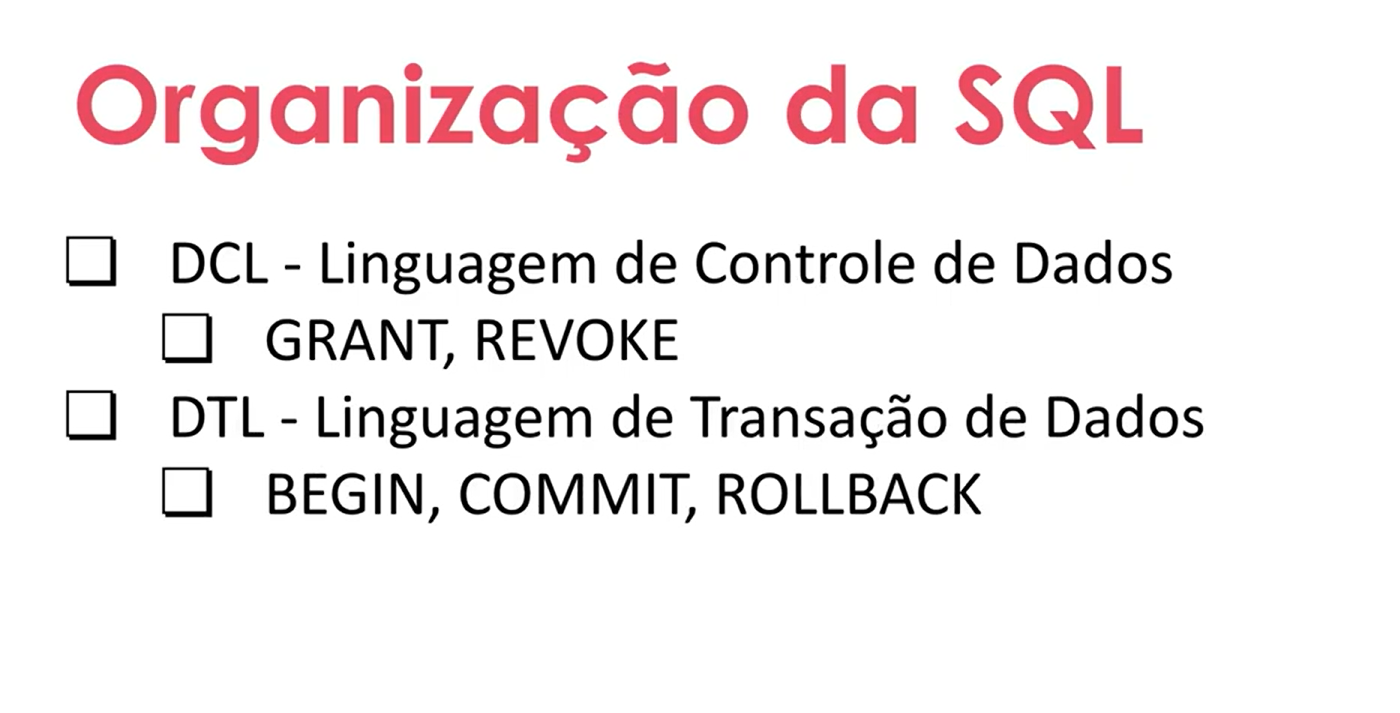 Organização da SQL
❑ DCL - Linguagem de Controle de Dados
❑ GRANT, REVOKE
❑ DTL - Linguagem de Transação de Dados
❑ BEGIN, COMMIT, ROLLBACK